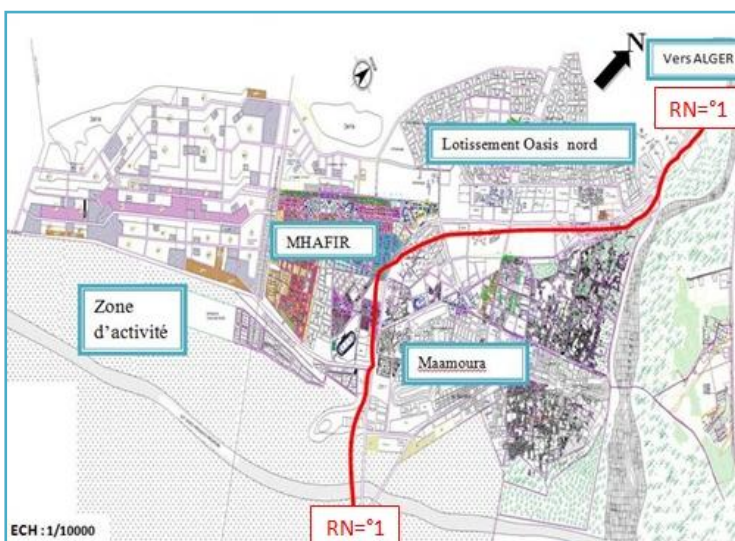 N
Vers ALGER
RN=°1
Lotissement Oasis nord
MHAFIR
Zone
d’activité
Maamoura
ECH : 1/10000
RN=°1